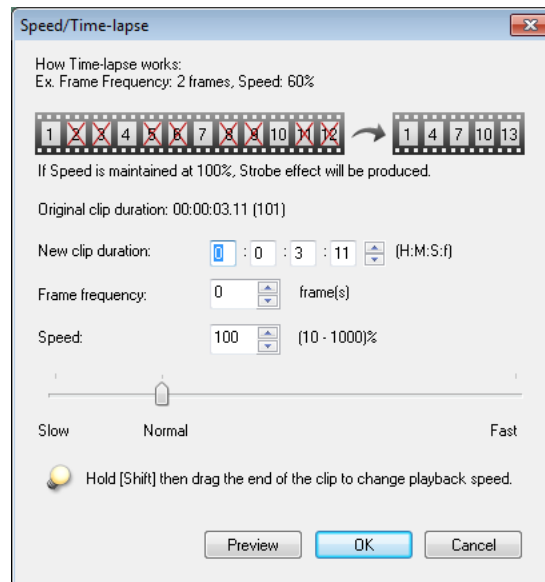 Speed/Time-lapse
How Time-lapse works:
Ex. Frame Frequency: 2 frames, Speed: 60%
1 2 3 4 5 6 7 8 9 10 11 12 1 4 7 10 13
If Speed is maintained at 100%, Strobe effect will be produced.
Original clip duration: 00:00:03.11 (101)
New clip duration: 0 : 0 : 3 : 11 (H:M:S:f)
Frame frequency: 0 frame(s)
Speed: 100 (10 - 1000)%
Slow Normal Fast
Hold [Shift] then drag the end of the clip to change playback speed.
Preview OK Cancel